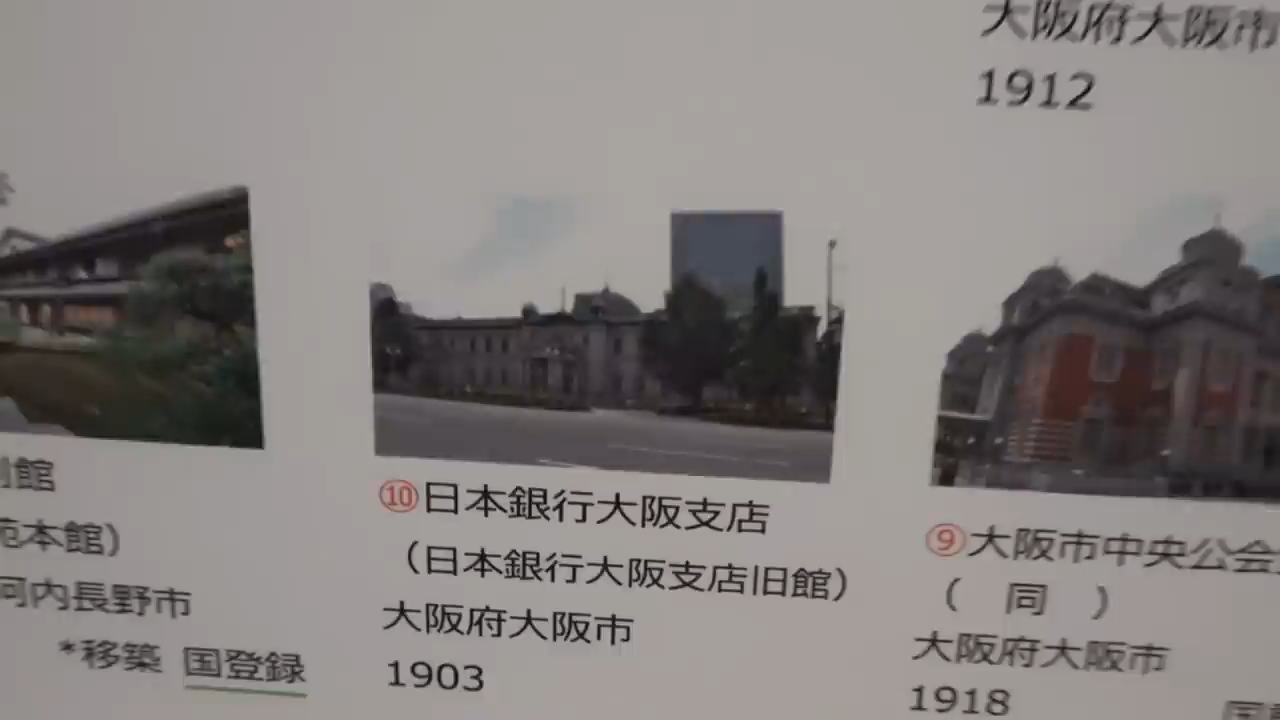 大阪府大阪市
1912
館
苑本館）
河内長野市
*移築 国登録
⑩日本銀行大阪支店
（日本銀行大阪支店旧館）
大阪府大阪市
1903
⑨大阪市中央公会
（ 同 ）
大阪府大阪市
1918